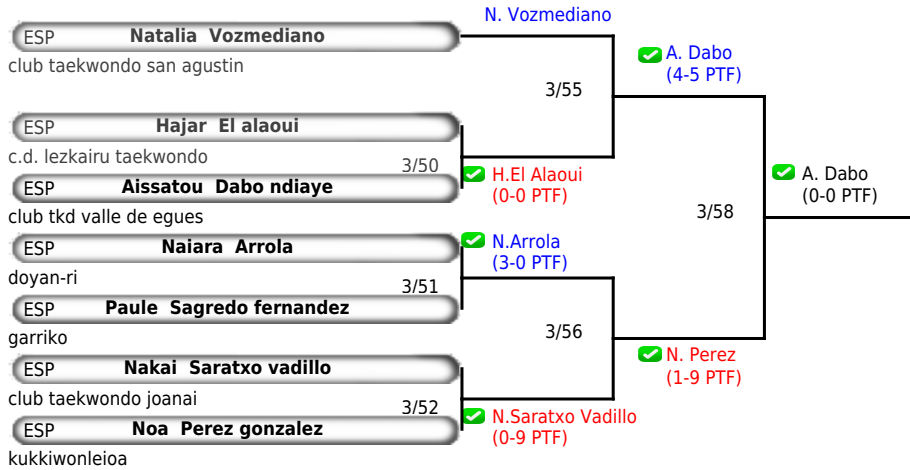 N. Vozmediano
ESP Natalia Vozmediano
club taekwondo san agustin
A. Dabo
(4-5 PTF)
3/55
ESP Hajar El alaoui
c.d. lezkairu taekwondo
3/50
H.El Alaoui
(0-0 PTF)
ESP Aissatou Dabo ndiaye
club tkd valle de egues
A. Dabo
(0-0 PTF)
3/58
ESP Naiara Arrola
doyan-ri
N.Arrola
(3-0 PTF)
3/51
ESP Paule Sagredo fernandez
garriko
3/56
N. Perez
(1-9 PTF)
ESP Nakai Saratxo vadillo
club taekwondo joanai
3/52
N.Saratxo Vadillo
(0-9 PTF)
ESP Noa Perez gonzalez
kukkiwonleioa